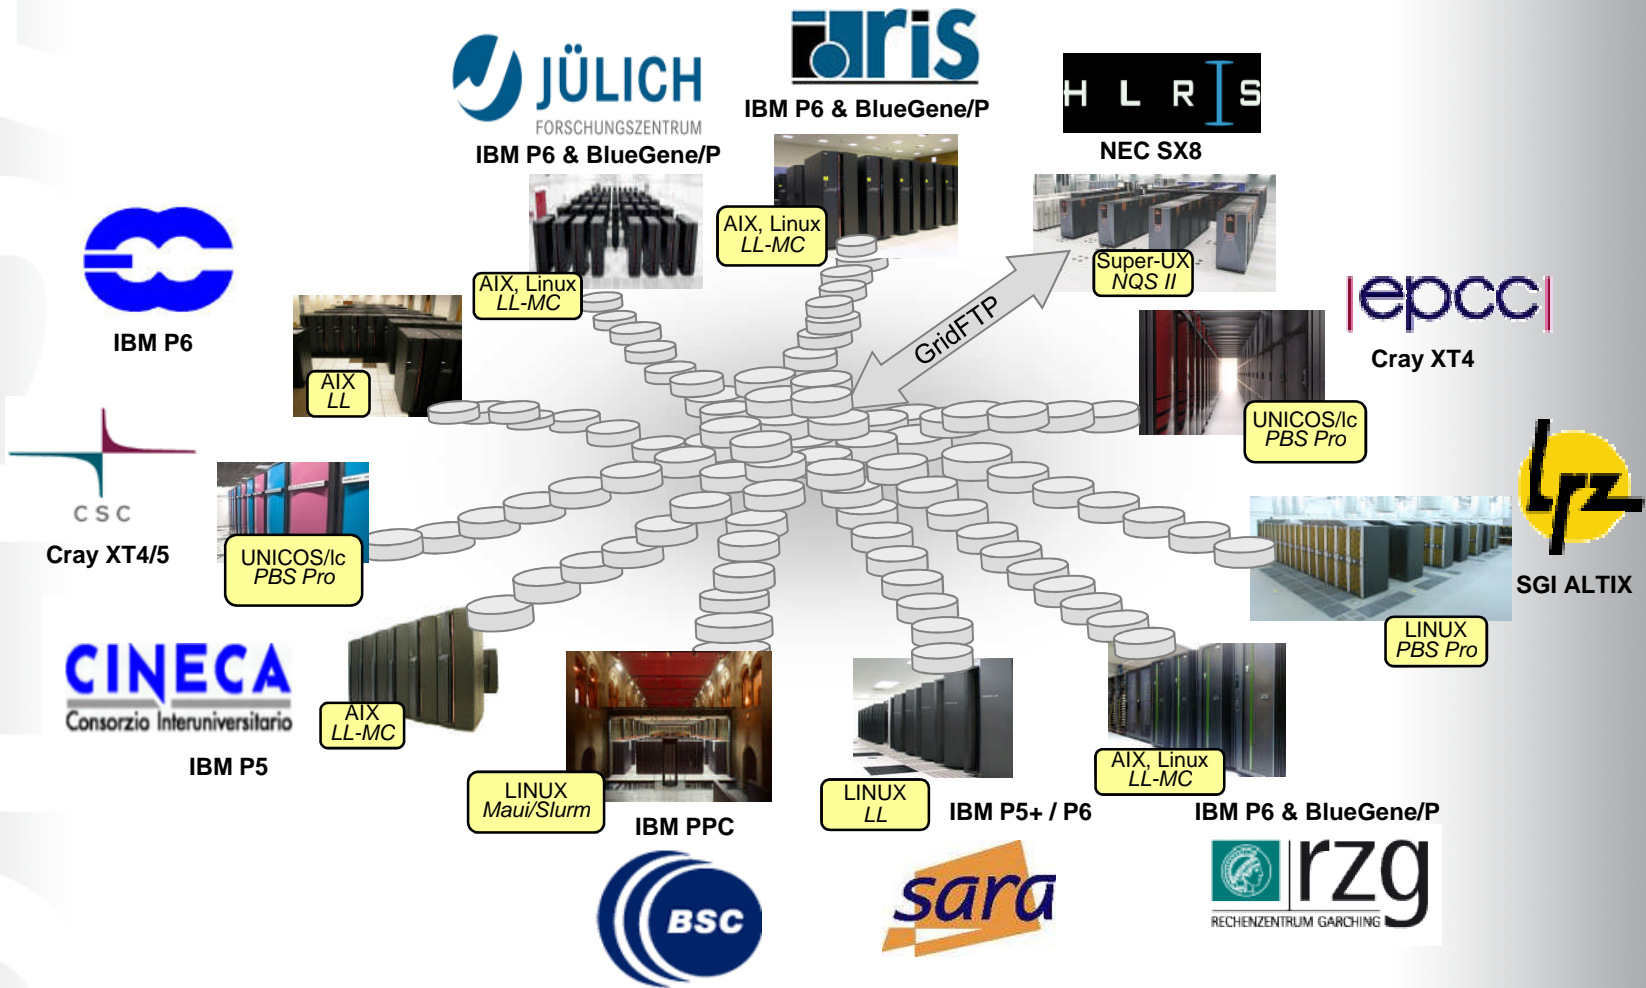 idris
IBM P6 & BlueGene/P
JÜLICH
FORSCHUNGSZENTRUM
IBM P6 & BlueGene/P
HLRIS
NEC SX8
AIX, Linux
LL-MC
AIX, Linux
LL-MC
Super-UX
NQS II
GridFTP
IBM P6
AIX
LL
|epcc|
Cray XT4
UNICOS/lc
PBS Pro
CSC
Cray XT4/5
UNICOS/lc
PBS Pro
lrz
SGI ALTIX
LINUX
PBS Pro
CINECA
Consorzio Interuniversitario
IBM P5
AIX
LL-MC
LINUX
Maui/Slurm
IBM PPC
BSC
LINUX
LL
IBM P5+ / P6
sara
AIX, Linux
LL-MC
IBM P6 & BlueGene/P
rzg
RECHENZENTRUM GARCHING